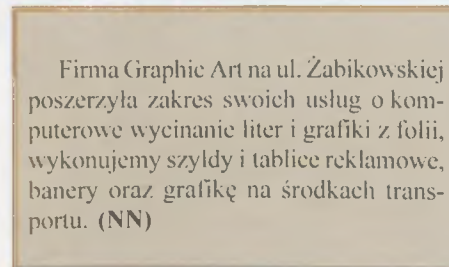 Firma Graphic Art na ul. Żabikowskiej
poszerzyła zakres swoich usług o kom-
puterowe wycinanie liter i grafiki z folii,
wykonujemy szyldy i tablice reklamowe,
banery oraz grafikę na środkach trans-
portu. (NN)